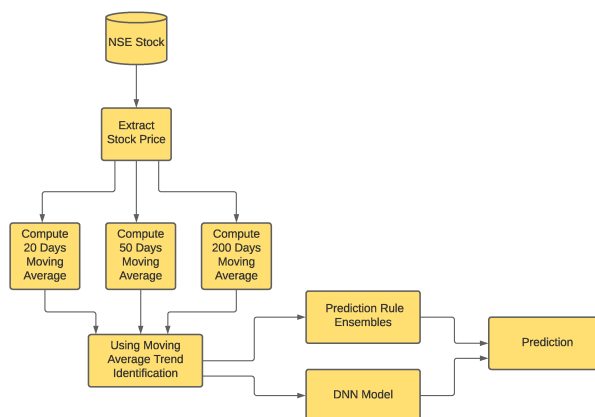 NSE Stock
Extract
Stock Price
Compute
20 Days
Moving
Average
Compute
50 Days
Moving
Average
Compute
200 Days
Moving
Average
Using Moving
Average Trend
Identification
Prediction Rule
Ensembles
DNN Model
Prediction